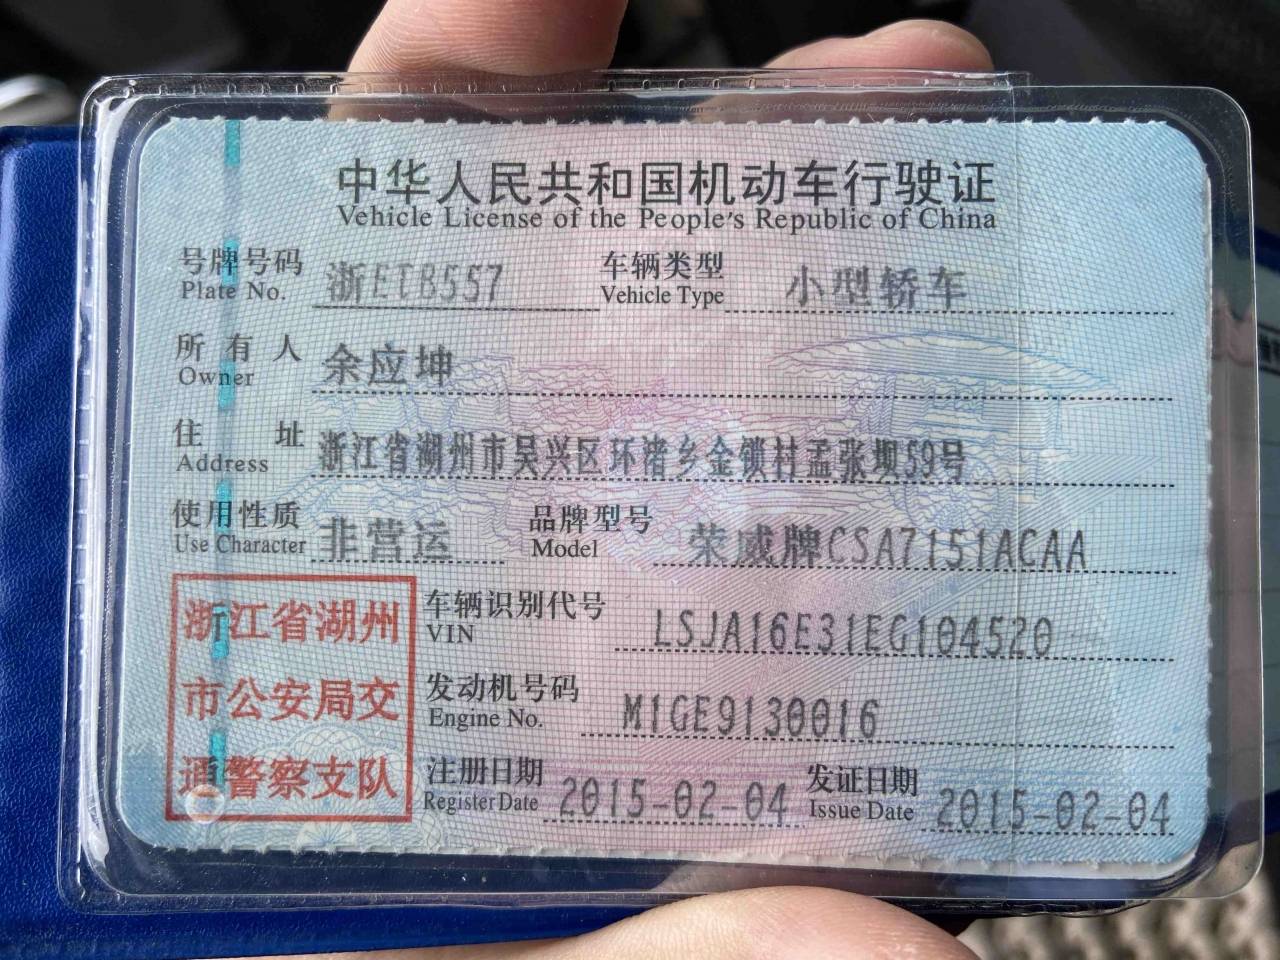 中华人民共和国机动车行驶证
Vehicle License of the People's Republic of China
号牌号码 浙ETB557 车辆类型 小型轿车
Plate No. Vehicle Type
所有人 余应坤
Owner
住址 浙江省湖州市吴兴区环渚乡金锁村孟张坝59号
Address
使用性质 非营运 品牌型号 荣威牌CSA7151ACAA
Use Character Model
浙江省湖州
市公安局交
通警察支队
车辆识别代号 LSJA16E31EG104520
VIN
发动机号码 M1GE9130016
Engine No.
注册日期 2015-02-04 发证日期 2015-02-04
Register Date Issue Date